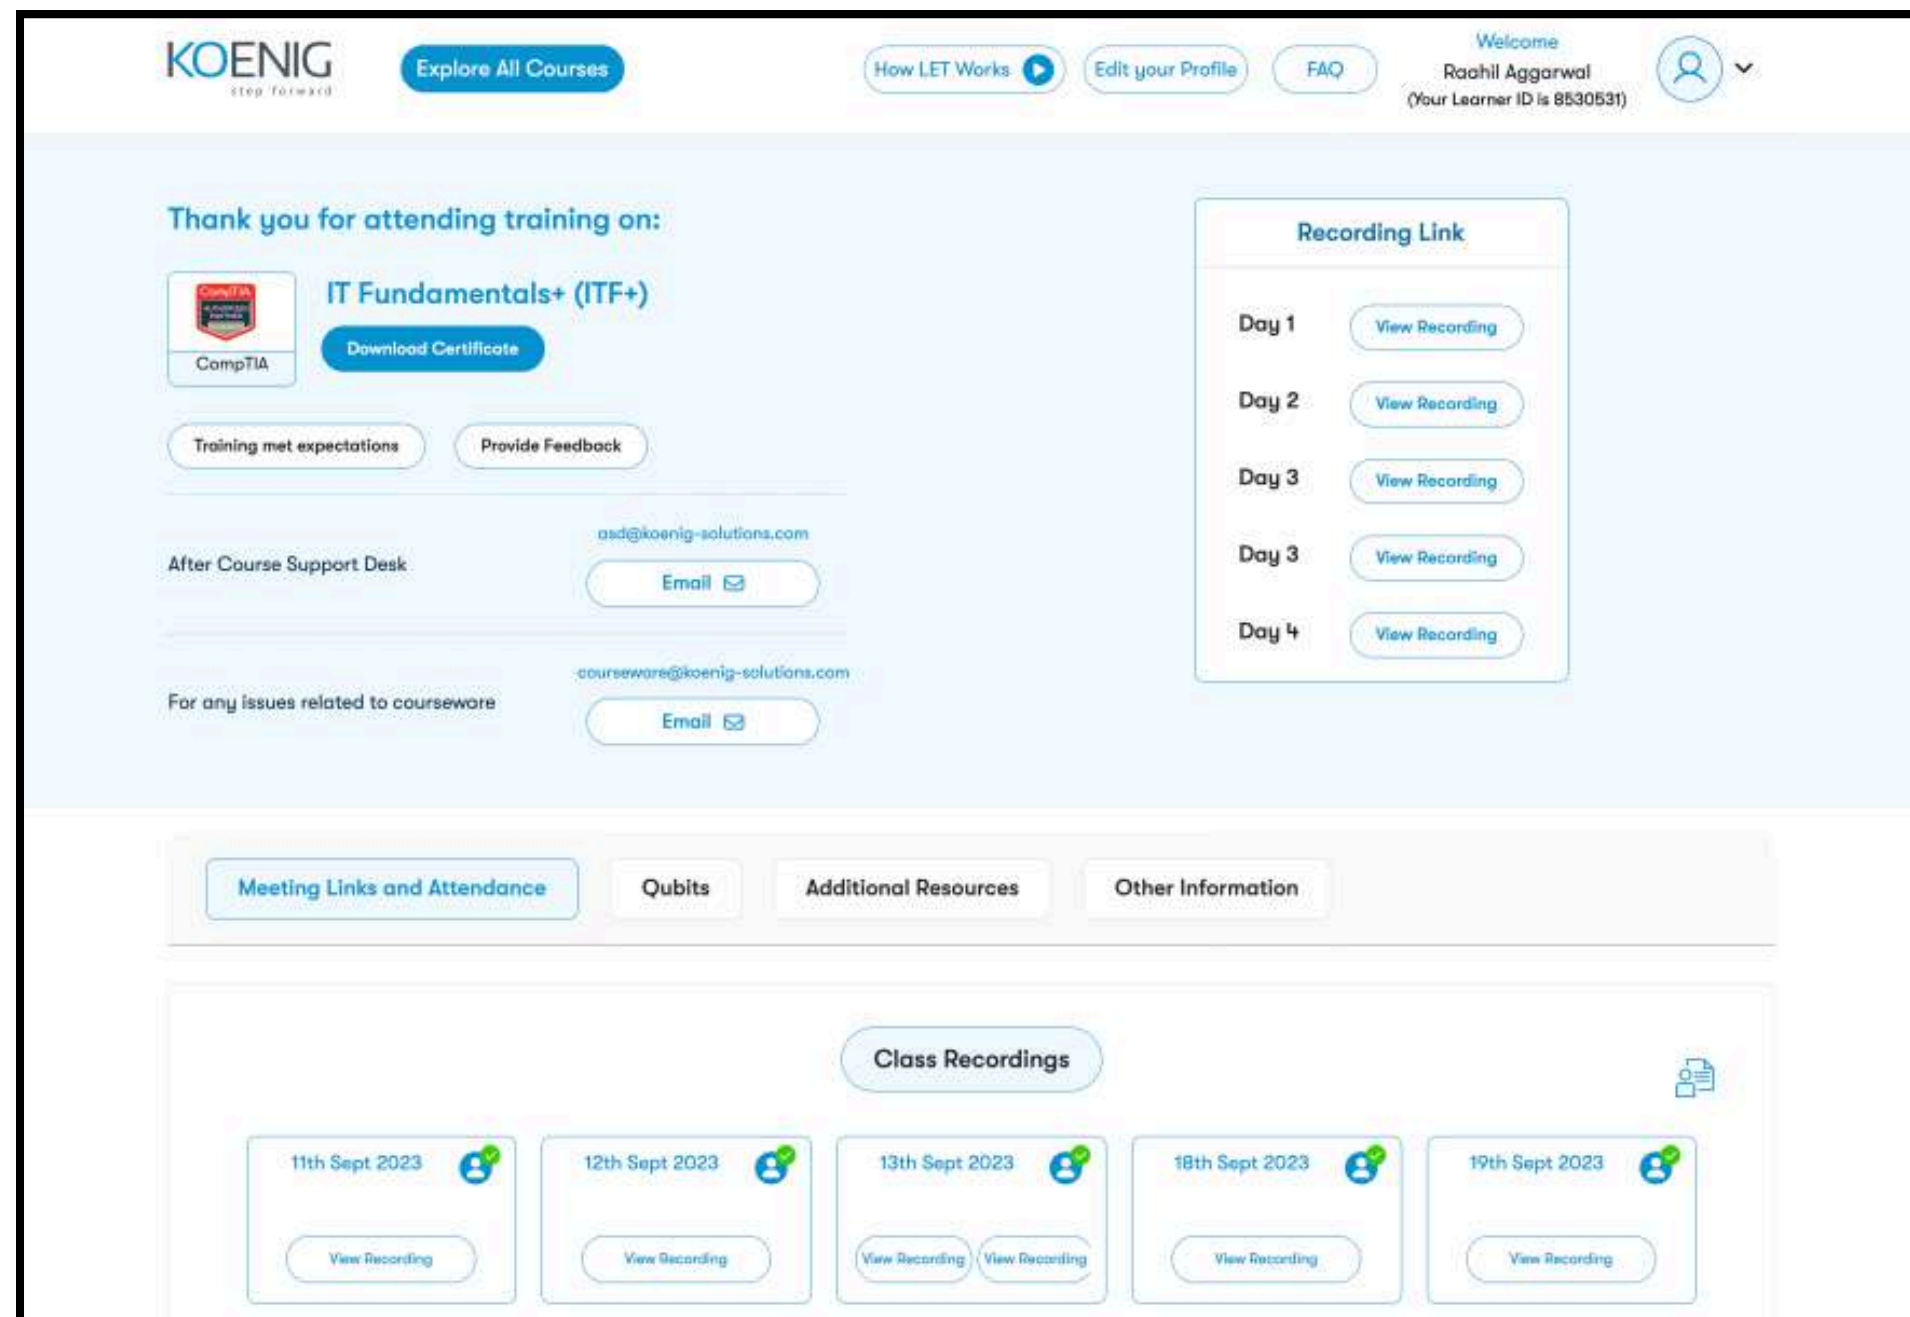 KOENIG
step forward
Explore All Courses
How LET Works
Edit your Profile
FAQ
Welcome
Raahil Aggarwal
(Your Learner ID is 8530531)
Thank you for attending training on:
CompTIA
CompTIA
IT Fundamentals+ (ITF+)
Download Certificate
Training met expectations
Provide Feedback
After Course Support Desk
asd@koenig-solutions.com
Email
For any issues related to courseware
courseware@koenig-solutions.com
Email
Recording Link
Day 1 View Recording
Day 2 View Recording
Day 3 View Recording
Day 3 View Recording
Day 4 View Recording
Meeting Links and Attendance
Qubits
Additional Resources
Other Information
Class Recordings
11th Sept 2023
View Recording
12th Sept 2023
View Recording
13th Sept 2023
View Recording View Recording
18th Sept 2023
View Recording
19th Sept 2023
View Recording